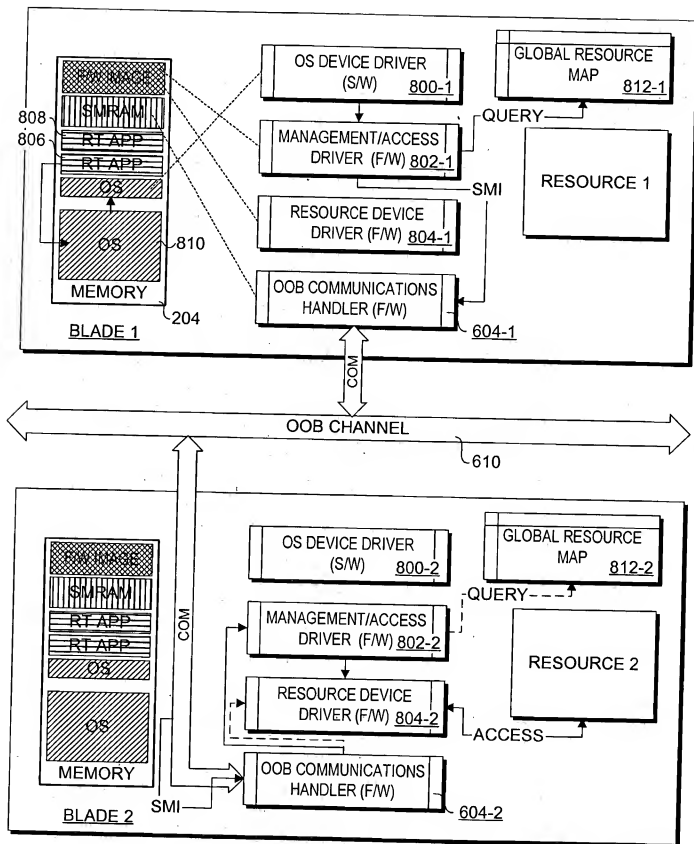 F/W IMAGE
SMRAM
808
RT APP
806
RT APP
OS
OS
810
MEMORY
204
BLADE 1
OS DEVICE DRIVER
(S/W)
800-1
MANAGEMENT/ACCESS
DRIVER (F/W)
802-1
RESOURCE DEVICE
DRIVER (F/W)
804-1
OOB COMMUNICATIONS
HANDLER (F/W)
604-1
QUERY
SMI
GLOBAL RESOURCE
MAP
812-1
RESOURCE 1
COM
OOB CHANNEL
610
F/W IMAGE
SMRAM
RT APP
RT APP
OS
OS
MEMORY
BLADE 2
COM
SMI
OS DEVICE DRIVER
(S/W)
800-2
MANAGEMENT/ACCESS
DRIVER (F/W)
802-2
RESOURCE DEVICE
DRIVER (F/W)
804-2
OOB COMMUNICATIONS
HANDLER (F/W)
604-2
QUERY
GLOBAL RESOURCE
MAP
812-2
RESOURCE 2
ACCESS